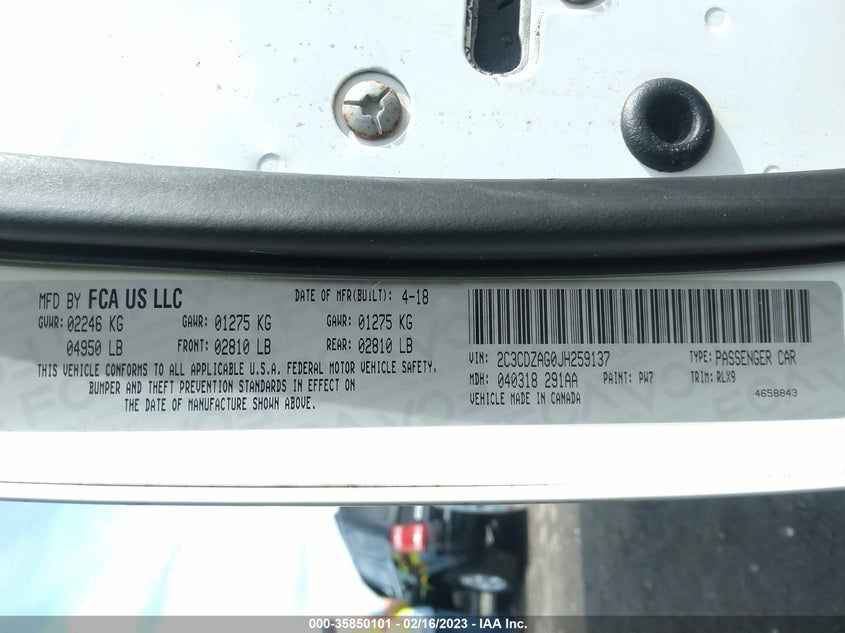 MFD BY FCA US LLC DATE OF MFR(BUILT): 4-18
GVWR: 02246 KG GAWR: 01275 KG GAWR: 01275 KG
04950 LB FRONT: 02810 LB REAR: 02810 LB
THIS VEHICLE CONFORMS TO ALL APPLICABLE U.S.A. FEDERAL MOTOR VEHICLE SAFETY,
BUMPER AND THEFT PREVENTION STANDARDS IN EFFECT ON
THE DATE OF MANUFACTURE SHOWN ABOVE.
VIN: 2C3CDZAG0JH259137 TYPE: PASSENGER CAR
MDH: 040318 291AA PAINT: PW7 TRIM: RLX9
VEHICLE MADE IN CANADA 4658843
000-35850101 - 02/16/2023 - IAA Inc.